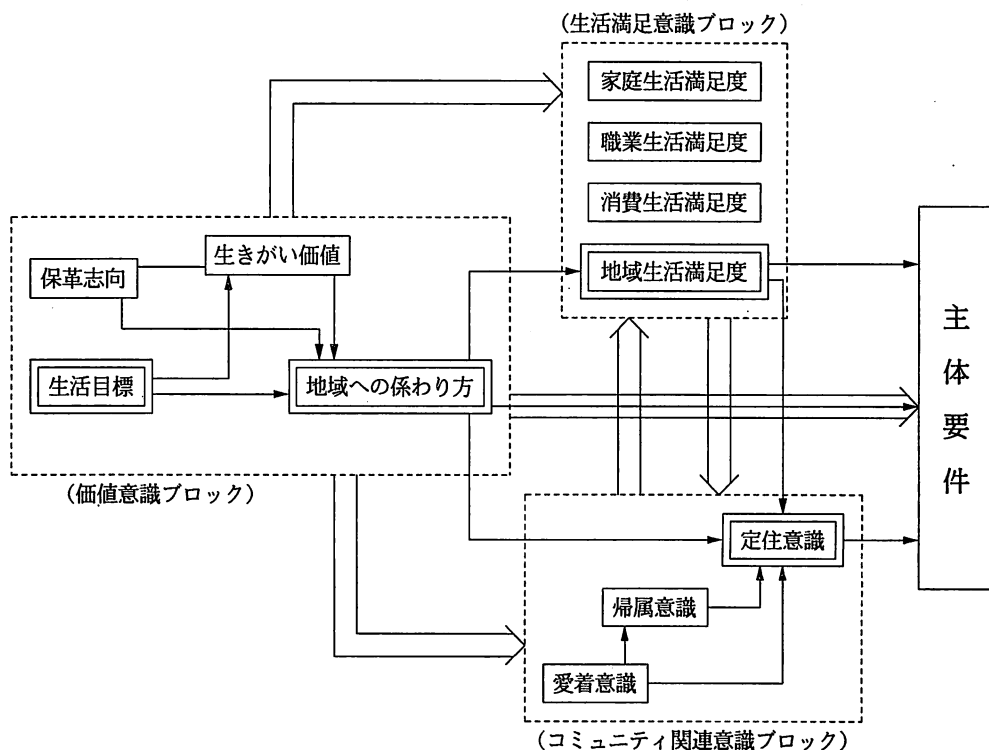 (生活満足意識ブロック)
家庭生活満足度
職業生活満足度
消費生活満足度
地域生活満足度
生きがい価値
保革志向
生活目標
地域への係わり方
(価値意識ブロック)
主体要件
定住意識
帰属意識
愛着意識
(コミュニティ関連意識ブロック)